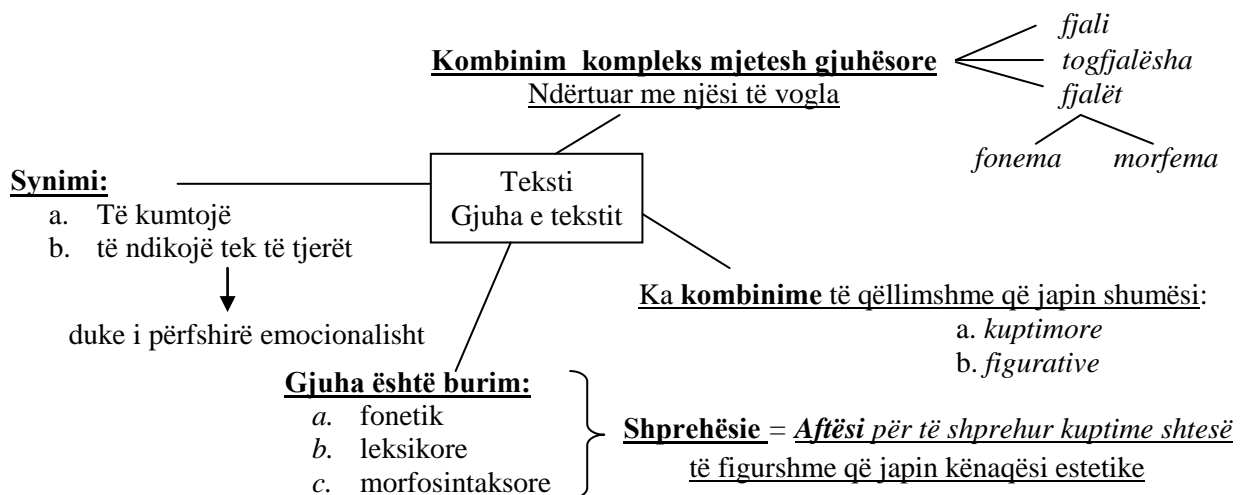 Kombinim kompleks mjetesh gjuhësore
Ndërtuar me njësi të vogla
fjali
togfjalësha
fjalët
fonema morfema
Teksti
Gjuha e tekstit
Synimi:
a. Të kumtojë
b. të ndikojë tek të tjerët
duke i përfshirë emocionalisht
Ka kombinime të qëllimshme që japin shumësi:
a. kuptimore
b. figurative
Gjuha është burim:
a. fonetik
b. leksikore
c. morfosintaksore
Shprehësie = Aftësi për të shprehur kuptime shtesë
të figurshme që japin kënaqësi estetike